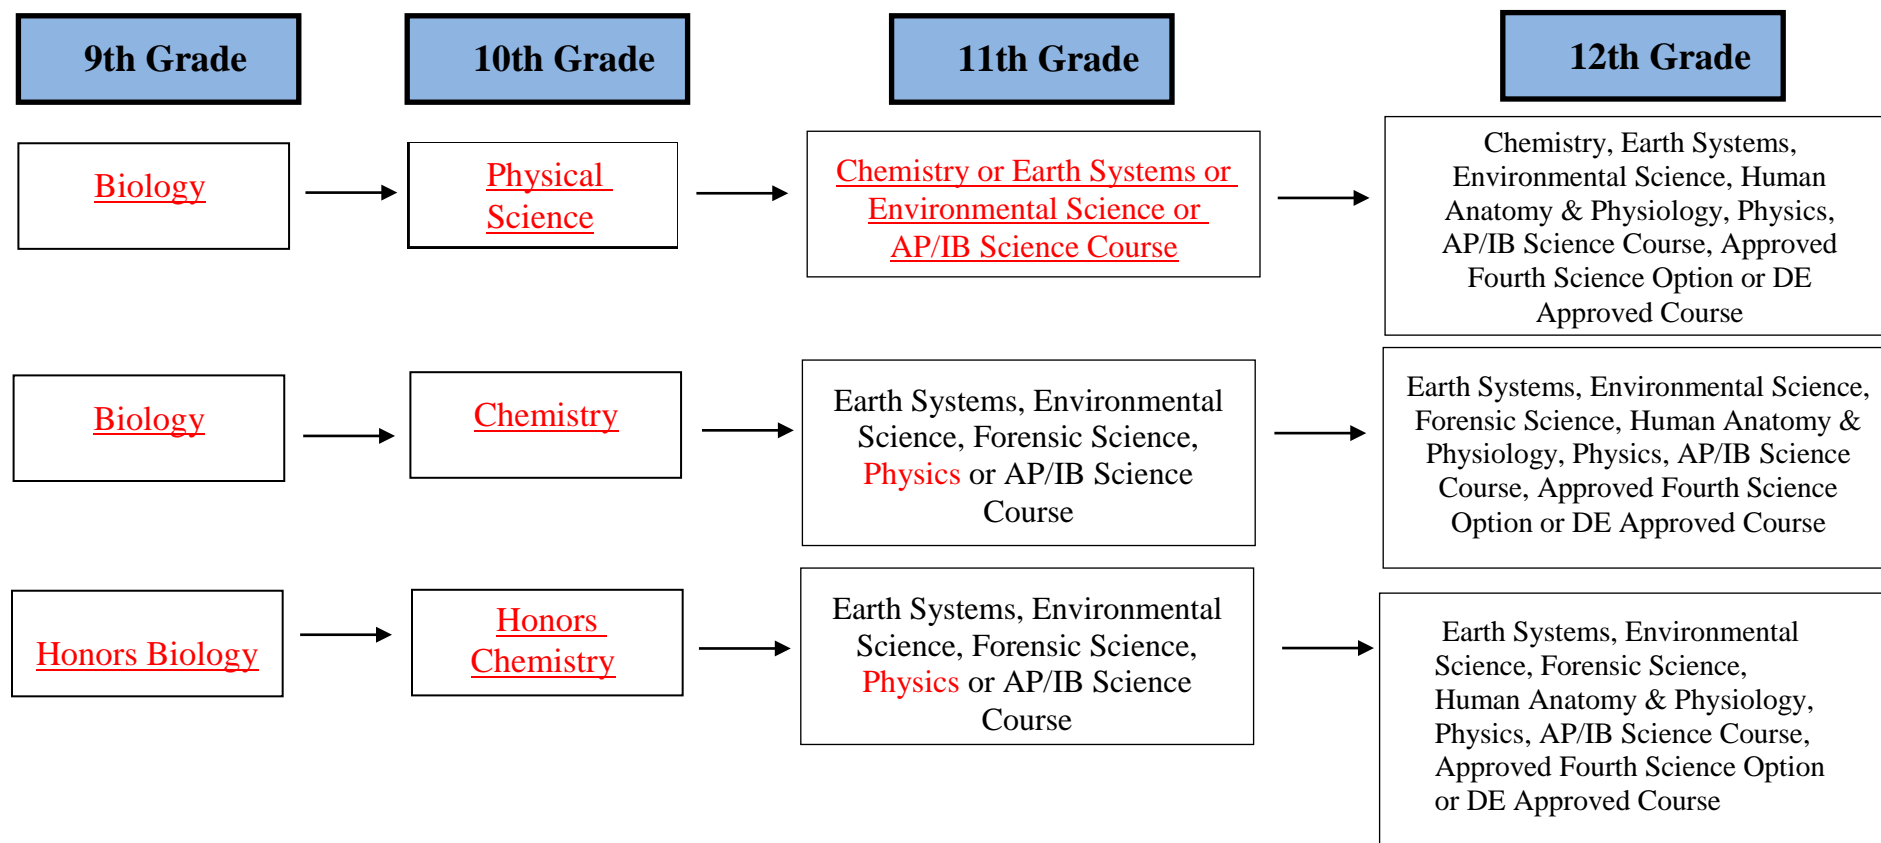 9th Grade
10th Grade
11th Grade
12th Grade
Biology
Physical
Science
Chemistry or Earth Systems or
Environmental Science or
AP/IB Science Course
Chemistry, Earth Systems,
Environmental Science, Human
Anatomy & Physiology, Physics,
AP/IB Science Course, Approved
Fourth Science Option or DE
Approved Course
Biology
Chemistry
Earth Systems, Environmental
Science, Forensic Science,
Physics or AP/IB Science
Course
Earth Systems, Environmental Science,
Forensic Science, Human Anatomy &
Physiology, Physics, AP/IB Science
Course, Approved Fourth Science
Option or DE Approved Course
Honors Biology
Honors
Chemistry
Earth Systems, Environmental
Science, Forensic Science,
Physics or AP/IB Science
Course
Earth Systems, Environmental
Science, Forensic Science,
Human Anatomy & Physiology,
Physics, AP/IB Science Course,
Approved Fourth Science Option
or DE Approved Course